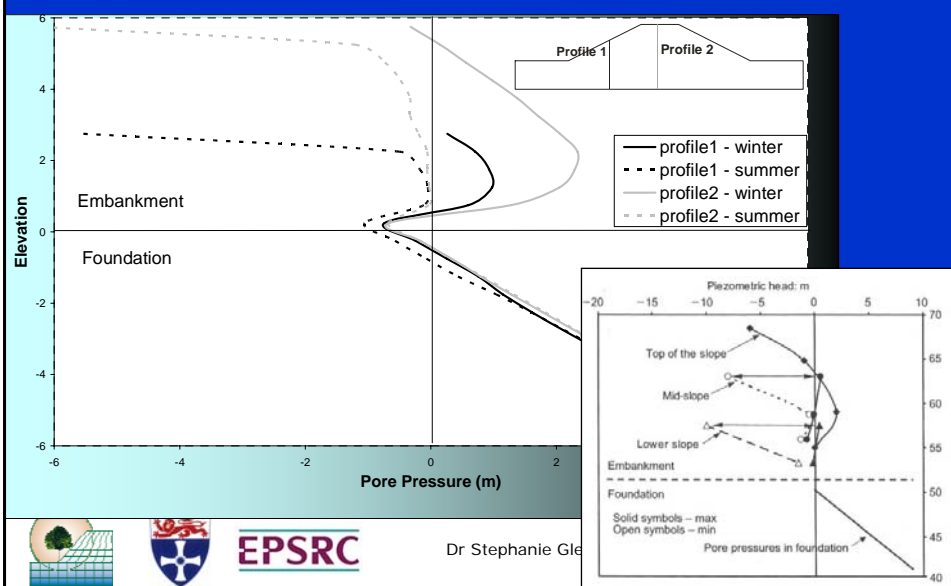 6
4
2
0
-2
-4
-6
Elevation
-6
-4
-2
0
2
Pore Pressure (m)
Embankment
Foundation
Profile 1
Profile 2
profile1 - winter
profile1 - summer
profile2 - winter
profile2 - summer
Piezometric head: m
-20
-15
-10
-5
0
5
10
70
65
60
55
50
45
40
Top of the slope
Mid-slope
Lower slope
Embankment
Foundation
Solid symbols – max
Open symbols – min
Pore pressures in foundation
EPSRC
Dr Stephanie Gle